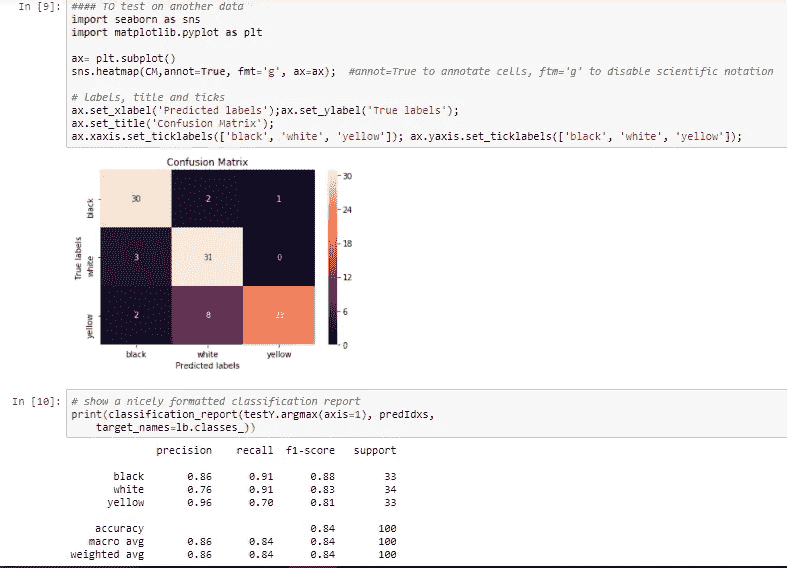 In [9]: #### TO test on another data
import seaborn as sns
import matplotlib.pyplot as plt
ax= plt.subplot()
sns.heatmap(CM,annot=True, fmt='g', ax=ax);  #annot=True to annotate cells, ftm='g' to disable scientific notation
# labels, title and ticks
ax.set_xlabel('Predicted labels');ax.set_ylabel('True labels');
ax.set_title('Confusion Matrix');
ax.xaxis.set_ticklabels(['black', 'white', 'yellow']); ax.yaxis.set_ticklabels(['black', 'white', 'yellow']);
Confusion Matrix
True labels
black 30 2 1
white 3 31 0
yellow 2 8
black white yellow
Predicted labels
30
24
18
12
6
0
In [10]: # show a nicely formatted classification report
print(classification_report(testY.argmax(axis=1), predIdxs,
target_names=lb.classes_))
precision recall f1-score support
black 0.86 0.91 0.88 33
white 0.76 0.91 0.83 34
yellow 0.96 0.70 0.81 33
accuracy 0.84 100
macro avg 0.86 0.84 0.84 100
weighted avg 0.86 0.84 0.84 100